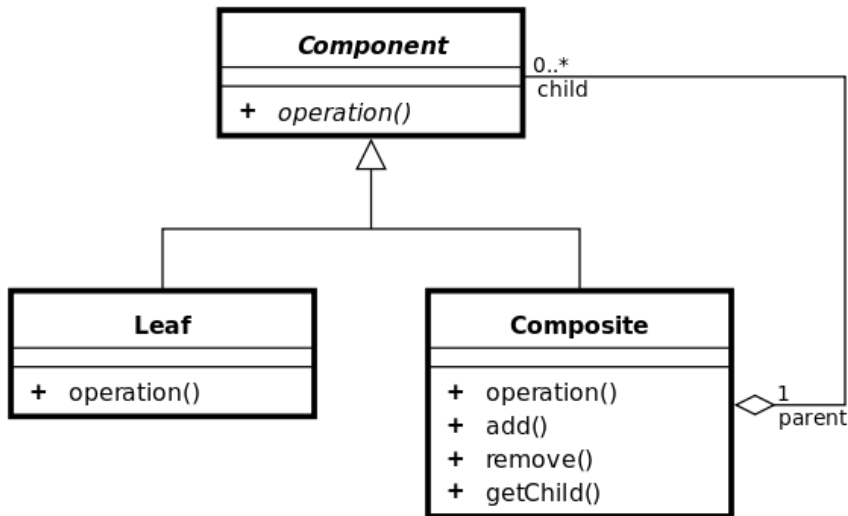 Component
+ operation()
0..*
child
Leaf
+ operation()
Composite
+ operation()
+ add()
+ remove()
+ getChild()
1
parent